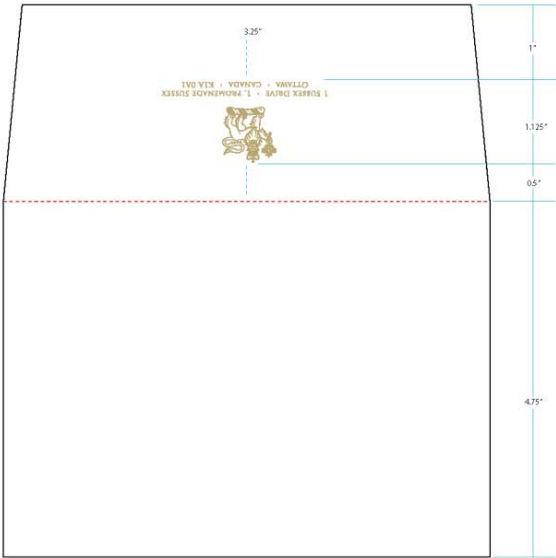 3.25"
1"
1 SUSSEX DRIVE · 1, PROMENADE SUSSEX
OTTAWA · CANADA · K1A 0A1
1.125"
0.5"
4.75"